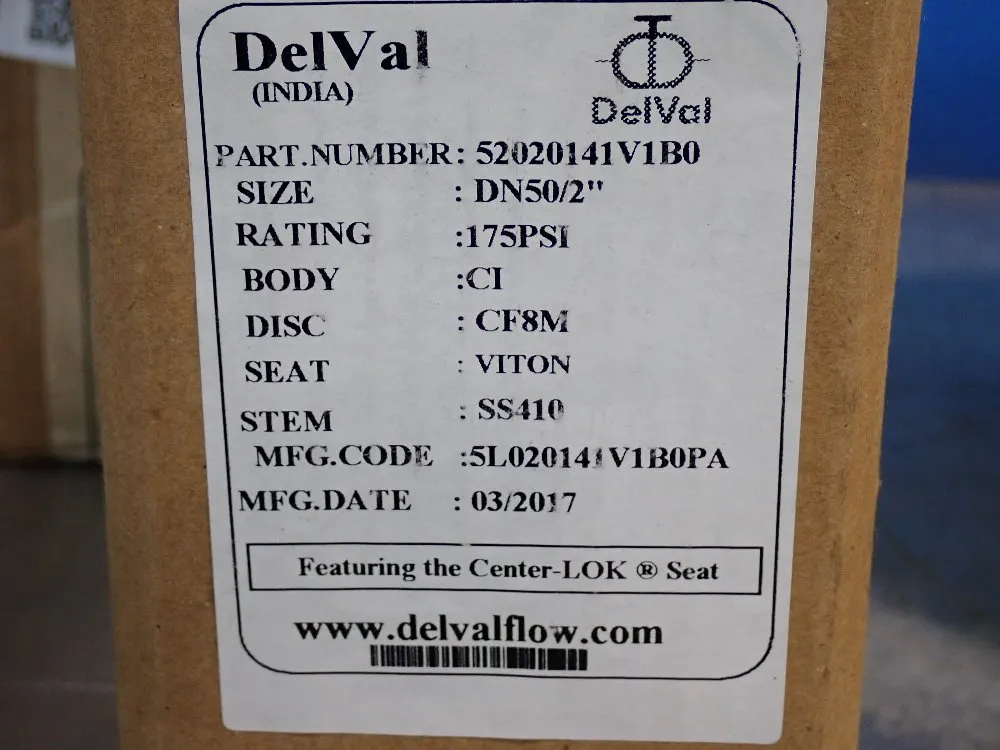 DelVal
(INDIA)
DelVal
PART.NUMBER: 52020141V1B0
SIZE : DN50/2"
RATING :175PSI
BODY :CI
DISC : CF8M
SEAT : VITON
STEM : SS410
MFG.CODE :5L020141V1B0PA
MFG.DATE : 03/2017
Featuring the Center-LOK ® Seat
www.delvalflow.com